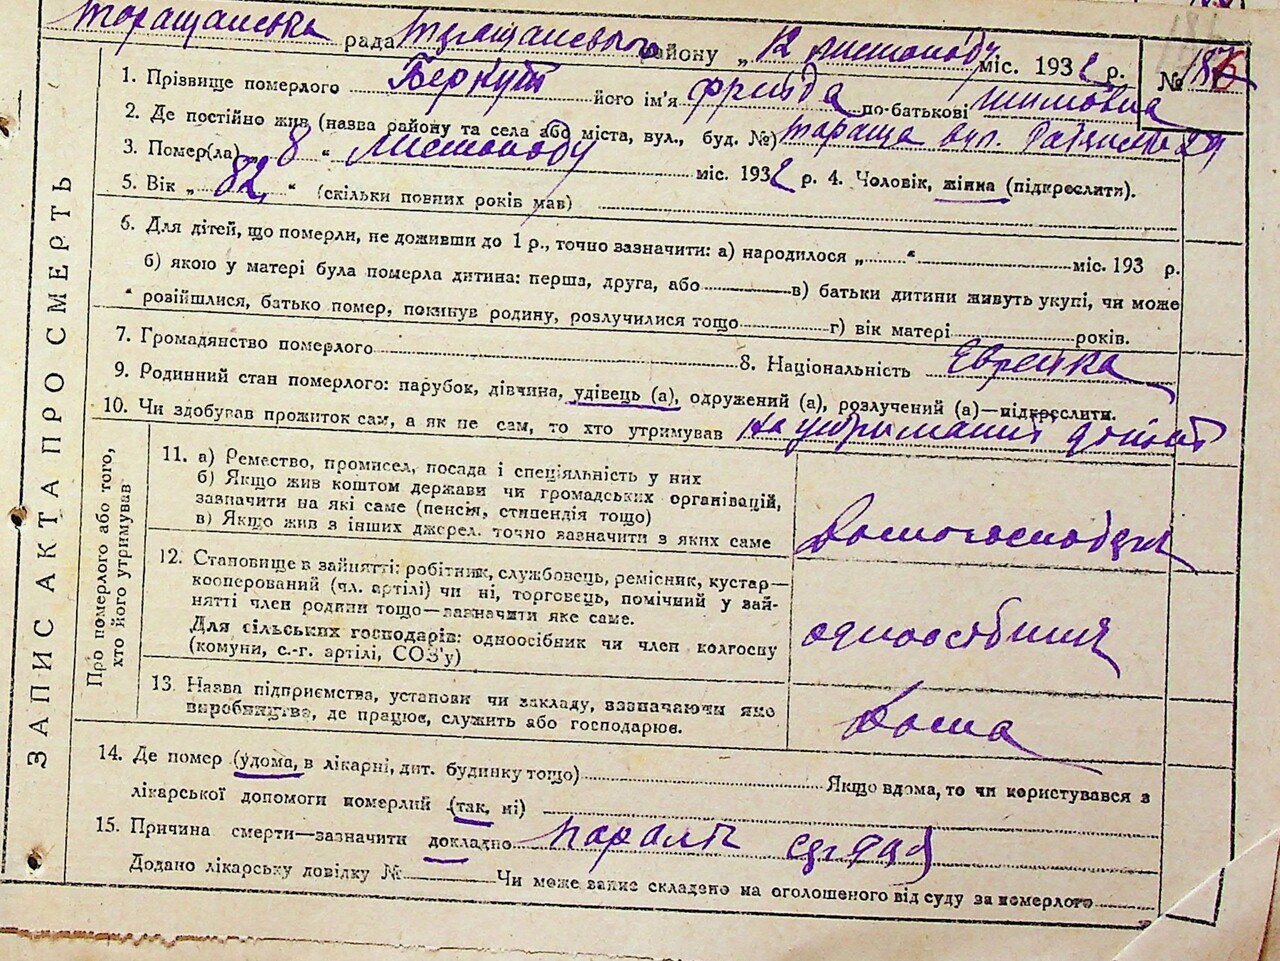 Таращанська рада Таращанського району „ 12 листопаду міс. 1932 р. № 186
1. Прізвище померлого Беркут його ім'я Фрида по-батькові Шимовна
2. Де постійно жив (назва району та села або міста, вул., буд. №) Тараща вул.
3. Помер(ла) 8 “ листопаду міс. 1932 р. 4. Чоловік, жінка (підкреслити).
5. Вік „ 82 “ (скільки повних років мав)
6. Для дітей, що померли, не доживши до 1 р., точно зазначити: а) народилося „ “ міс. 193 р.
б) якою у матері була померла дитина: перша, друга, або в) батьки дитини живуть укупі, чи може
розвійшлися, батько помер, покинув родину, розлучилися тощо г) вік матері років.
7. Громадянство померлого 8. Національність Еврейка
9. Родинний стан померлого: парубок, дівчина, удівець (а), одружений (а), розлучений (а)—підкреслити.
10. Чи здобував прожиток сам, а як не сам, то хто утримував на утриманні
ЗАПИС АКТА ПРО СМЕРТЬ
Про померлого або того,
хто його утримував
11. а) Ремество, промисел, посада і спеціяльність у них
б) Якщо жив коштом держави чи громадських організацій,
зазначити на які саме (пенсія, стипендія тощо)
в) Якщо жив з інших джерел, точно зазначити з яких саме
Домогосподарка
12. Становище в зайнятті: робітник, службовець, ремісник, кустар—
кооперований (чл. артілі) чи ні, торговець, помічний у зай-
нятті член родини тощо—зазначити яке саме.
Для сільських господарів: одноосібник чи член колгоспу
(комуни, с.-г. артілі, СОЗ'у)
одноосібниця
13. Назва підприємства, установи чи закладу, взазначаючи яко
виробництва, де працює, служить або господарює.
дома
14. Де помер (удома, в лікарні, дит. будинку тощо) Якщо вдома, то чи користувався з
лікарської допомоги померлий (так, ні)
15. Причина смерти—зазначити докладно параліч серця
Додано лікарську довідку № Чи може запис складено на оголошеного від суду за померлого